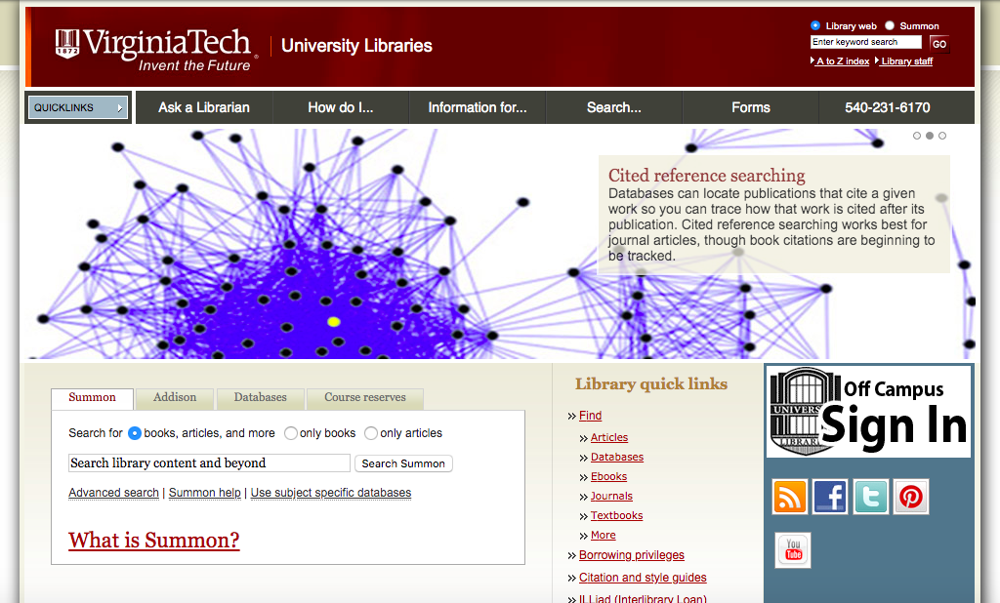 1872
VirginiaTech
Invent the Future
University Libraries
Library web Summon
Enter keyword search GO
A to Z index Library staff
QUICKLINKS
Ask a Librarian
How do I...
Information for...
Search...
Forms
540-231-6170
Cited reference searching
Databases can locate publications that cite a given
work so you can trace how that work is cited after its
publication. Cited reference searching works best for
journal articles, though book citations are beginning to
be tracked.
Summon
Addison
Databases
Course reserves
Search for books, articles, and more only books only articles
Search library content and beyond Search Summon
Advanced search | Summon help | Use subject specific databases
What is Summon?
Library quick links
» Find
» Articles
» Databases
» Ebooks
» Journals
» Textbooks
» More
» Borrowing privileges
» Citation and style guides
» ILLiad (Interlibrary Loan)
UNIVERS
LIBRAR
Off Campus
Sign In
You
Tube